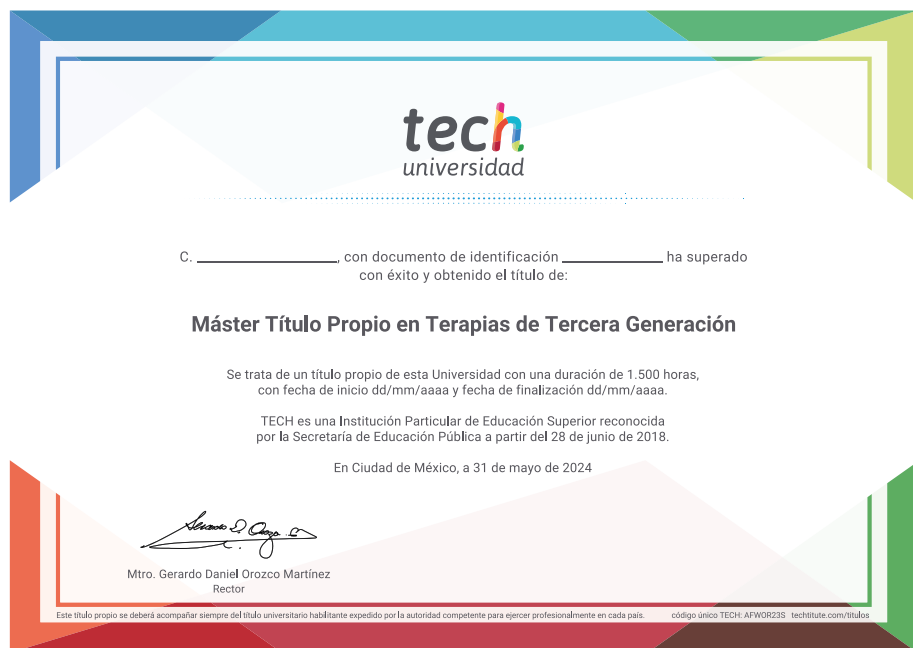 tech
universidad
C. ____________, con documento de identificación ____________ ha superado
con éxito y obtenido el título de:
Máster Título Propio en Terapias de Tercera Generación
Se trata de un título propio de esta Universidad con una duración de 1.500 horas,
con fecha de inicio dd/mm/aaaa y fecha de finalización dd/mm/aaaa.
TECH es una Institución Particular de Educación Superior reconocida
por la Secretaría de Educación Pública a partir del 28 de junio de 2018.
En Ciudad de México, a 31 de mayo de 2024
Mtro. Gerardo Daniel Orozco Martínez
Rector
Este título propio se deberá acompañar siempre del título universitario habilitante expedido por la autoridad competente para ejercer profesionalmente en cada país. código único TECH: AFWOR23S techtitute.com/titulos